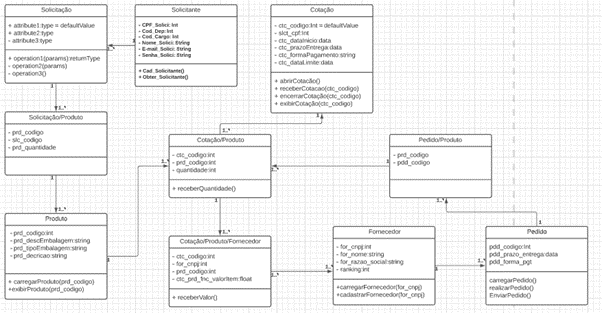 Solicitação
+ attribute1:type = defaultValue
+ attribute2:type
- attribute3:type
+ operation1(params):returnType
- operation2(params)
- operation3()
Solicitante
- CPF_Solici: Int
- Cod_Dep: Int
- Cod_Cargo: Int
- Nome_Solici: String
- E-mail_Solici: String
- Senha_Solici: String
+ Cad_Solicitante()
+ Obter_Solicitante()
Cotação
- ctc_codigo:Int = defaultValue
- slct_cpf:Int
- ctc_dataInicio:data
- ctc_prazoEntrega:data
- ctc_formaPagamento:string
- ctc_dataLimite:data
+ abrirCotação()
+ receberCotacao(ctc_codigo)
+ encerrarCotação(ctc_codigo)
+ exibirCotação(ctc_codigo)
1
1..*
1
1
1..*
Solicitação/Produto
- prd_codigo
- slc_codigo
- prd_quantidade
1
1..*
Cotação/Produto
- ctc_codigo:int
- prd_codigo:int
- quantidade:int
+ receberQuantidade()
1..*
1..*
1
1
Pedido/Produto
- prd_codigo
- pdd_codigo
1
1..*
Produto
- prd_codigo:int
- prd_descEmbalagem:string
- prd_tipoEmbalagem:string
- prd_decricao:string
+ carregarProduto(prd_codigo)
+exibirProduto(prd_codigo)
1
1..*
Cotação/Produto/Fornecedor
- ctc_codigo:int
- for_cnpj:int
- prd_codigo:int
- ctc_prd_fnc_valorItem:float
+ receberValor()
1
1..*
Fornecedor
- for_cnpj:int
- for_nome:string
- for_razao_social:string
- ranking:int
+carregarFornecedor(for_cnpj)
+cadastrarFornecedor(for_cnpj)
1
1..*
1
Pedido
pdd_codigo:Int
pdd_prazo_entrega:data
pdd_forma_pgt
carregarPedido()
realizarPedido()
EnviarPedido()